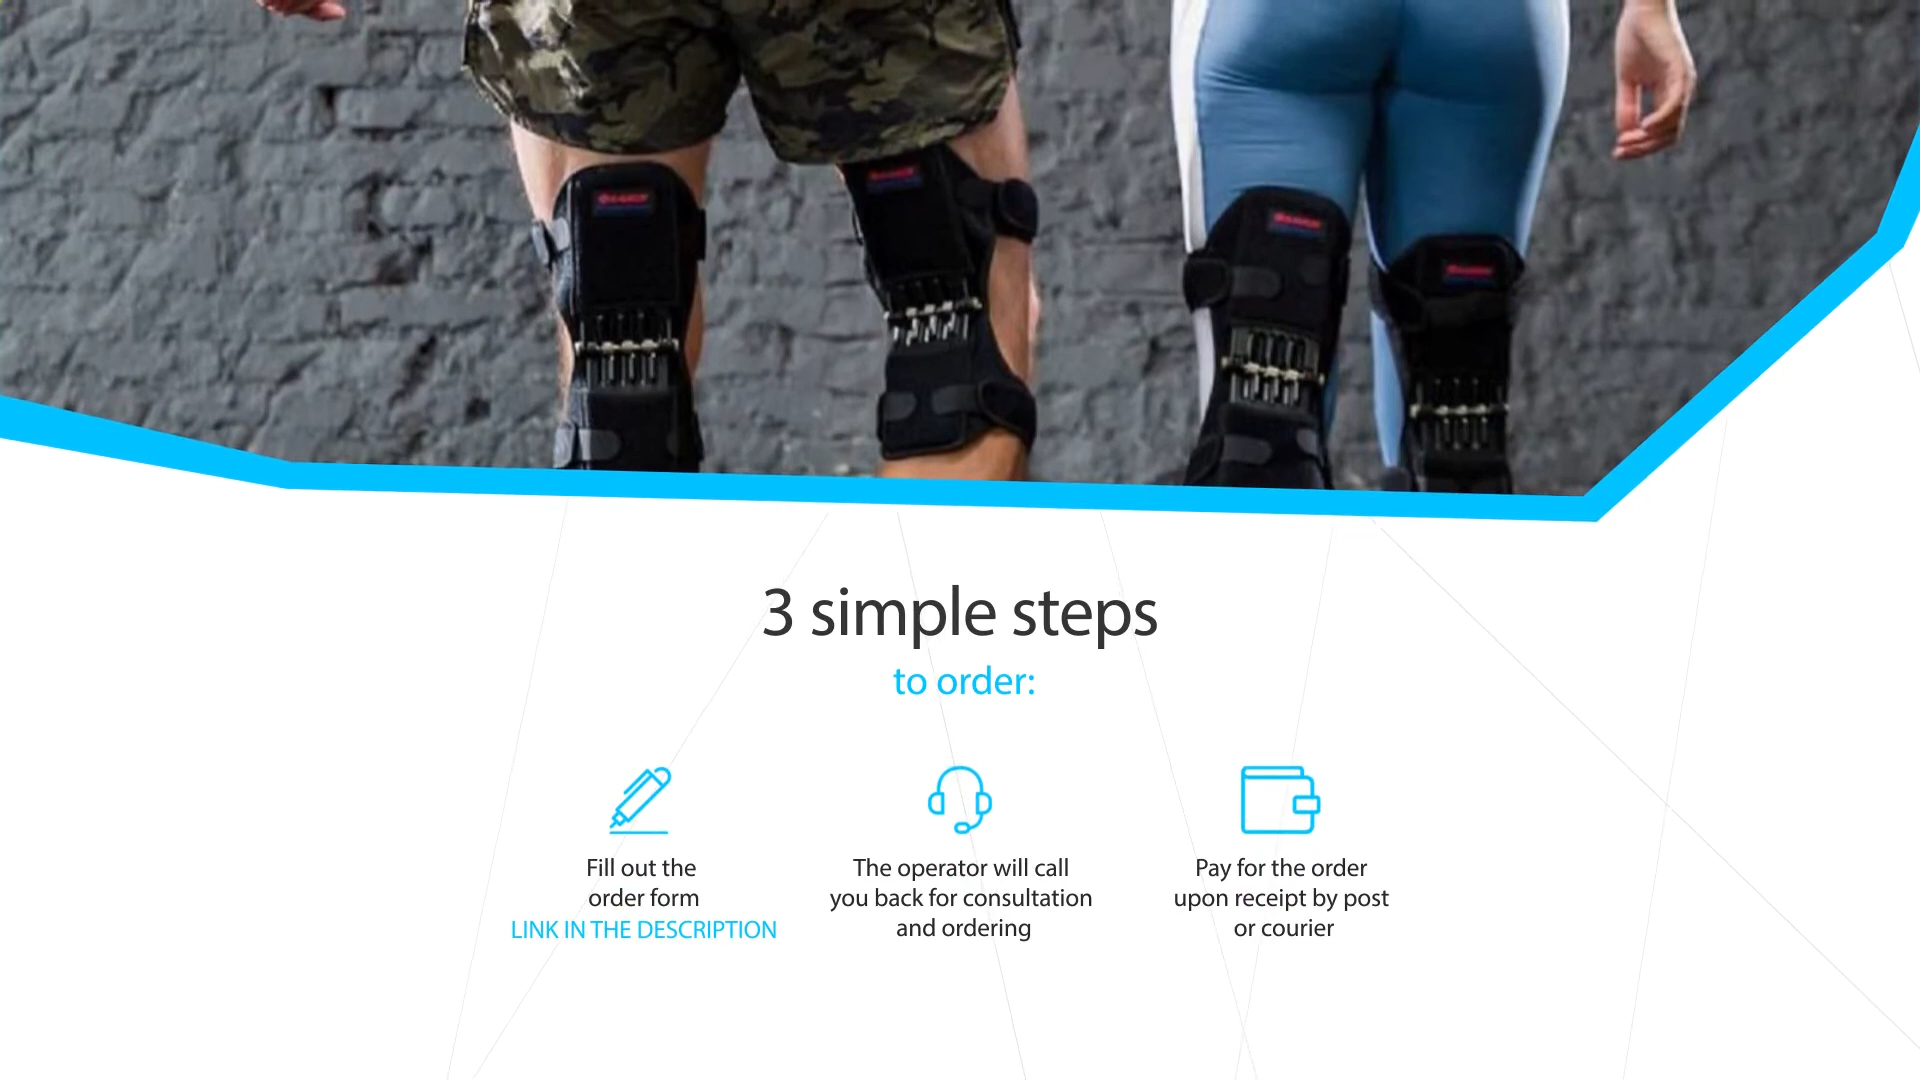 3 simple steps
to order:
Fill out the
order form
LINK IN THE DESCRIPTION
The operator will call
you back for consultation
and ordering
Pay for the order
upon receipt by post
or courier